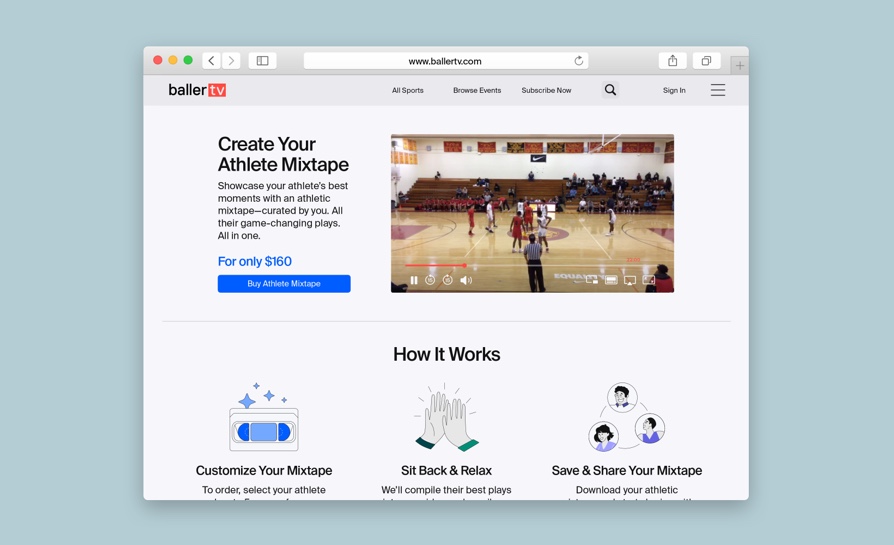 www.ballertv.com
baller tv
All Sports
Browse Events
Subscribe Now
Sign In
Create Your
Athlete Mixtape
Showcase your athlete's best
moments with an athletic
mixtape—curated by you. All
their game-changing plays.
All in one.
For only $160
Buy Athlete Mixtape
EQUALITY
How It Works
Customize Your Mixtape
To order, select your athlete
Sit Back & Relax
We'll compile their best plays
Save & Share Your Mixtape
Download your athletic